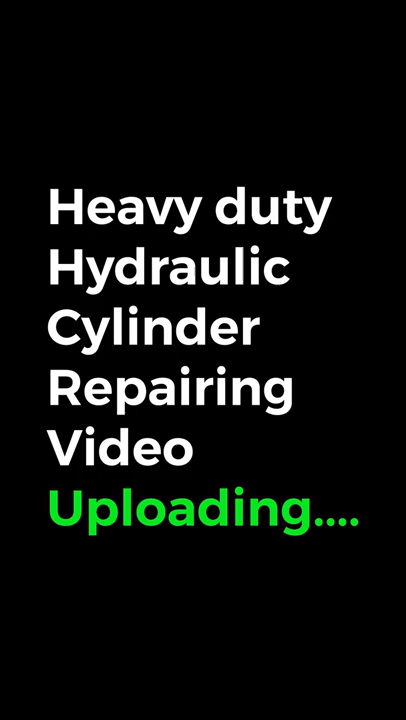 Heavy duty
Hydraulic
Cylinder
Repairing
Video
Uploading....